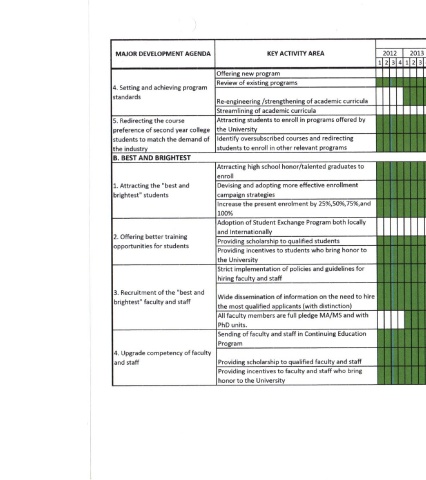 MAJOR DEVELOPMENT AGENDA KEY ACTIVITY AREA 2012 2013
1 2 3 4 1 2 3
4. Setting and achieving program
standards
Offering new program
Review of existing programs
Re-engineering /strengthening of academic curricula
Streamlining of academic curricula
5. Redirecting the course
preference of second year college
students to match the demand of
the industry
Attracting students to enroll in programs offered by
the University
Identify oversubscribed courses and redirecting
students to enroll in other relevant programs
B. BEST AND BRIGHTEST
1. Attracting the "best and
brightest" students
Atrracting high school honor/talented graduates to
enroll
Devising and adopting more effective enrollment
campaign strategies
Increase the present enrolment by 25%,50%,75%,and
100%
2. Offering better training
opportunities for students
Adoption of Student Exchange Program both locally
and internationally
Providing scholarship to qualified students
Providing incentives to students who bring honor to
the University
3. Recruitment of the "best and
brightest" faculty and staff
Strict implementation of policies and guidelines for
hiring faculty and staff
Wide dissemination of information on the need to hire
the most qualified applicants (with distinction)
All faculty members are full pledge MA/MS and with
PhD units.
4. Upgrade competency of faculty
and staff
Sending of faculty and staff in Continuing Education
Program
Providing scholarship to qualified faculty and staff
Providing incentives to faculty and staff who bring
honor to the University